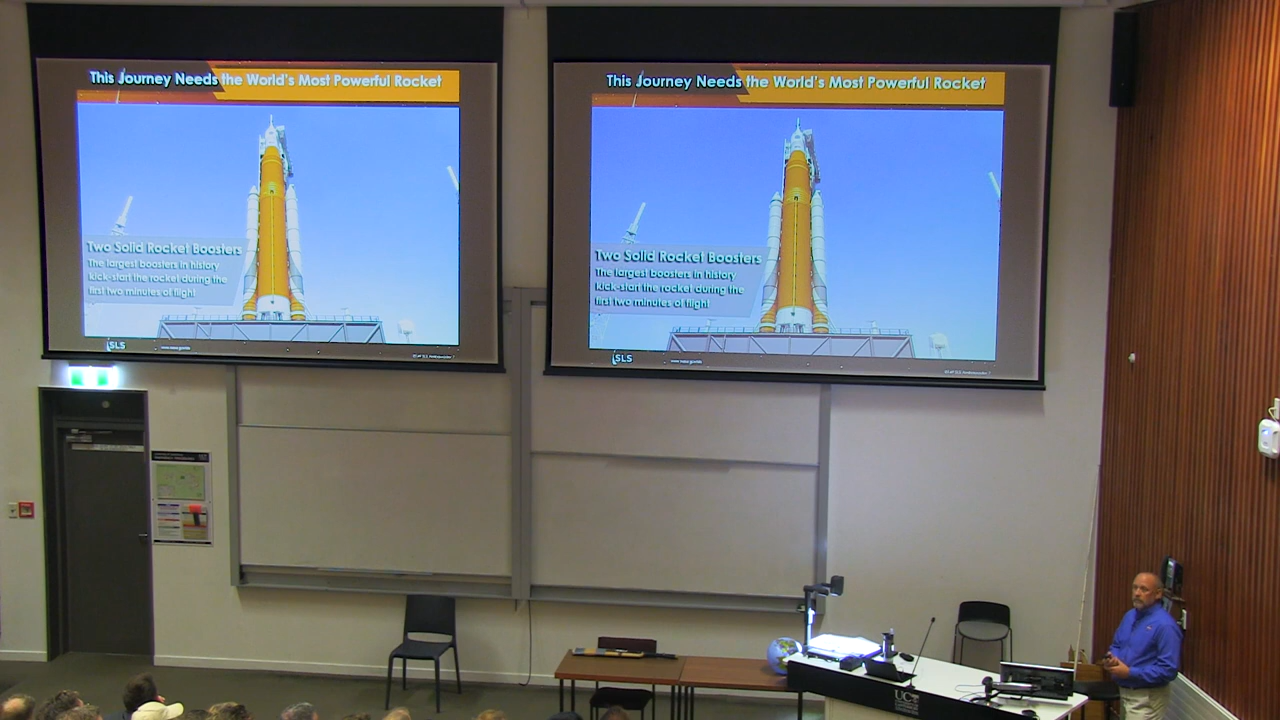 This Journey Needs the World's Most Powerful Rocket
Two Solid Rocket Boosters
The largest boosters in history
kick-start the rocket during the
first two minutes of flight
SLS
This Journey Needs the World's Most Powerful Rocket
Two Solid Rocket Boosters
The largest boosters in history
kick-start the rocket during the
first two minutes of flight
SLS
UC